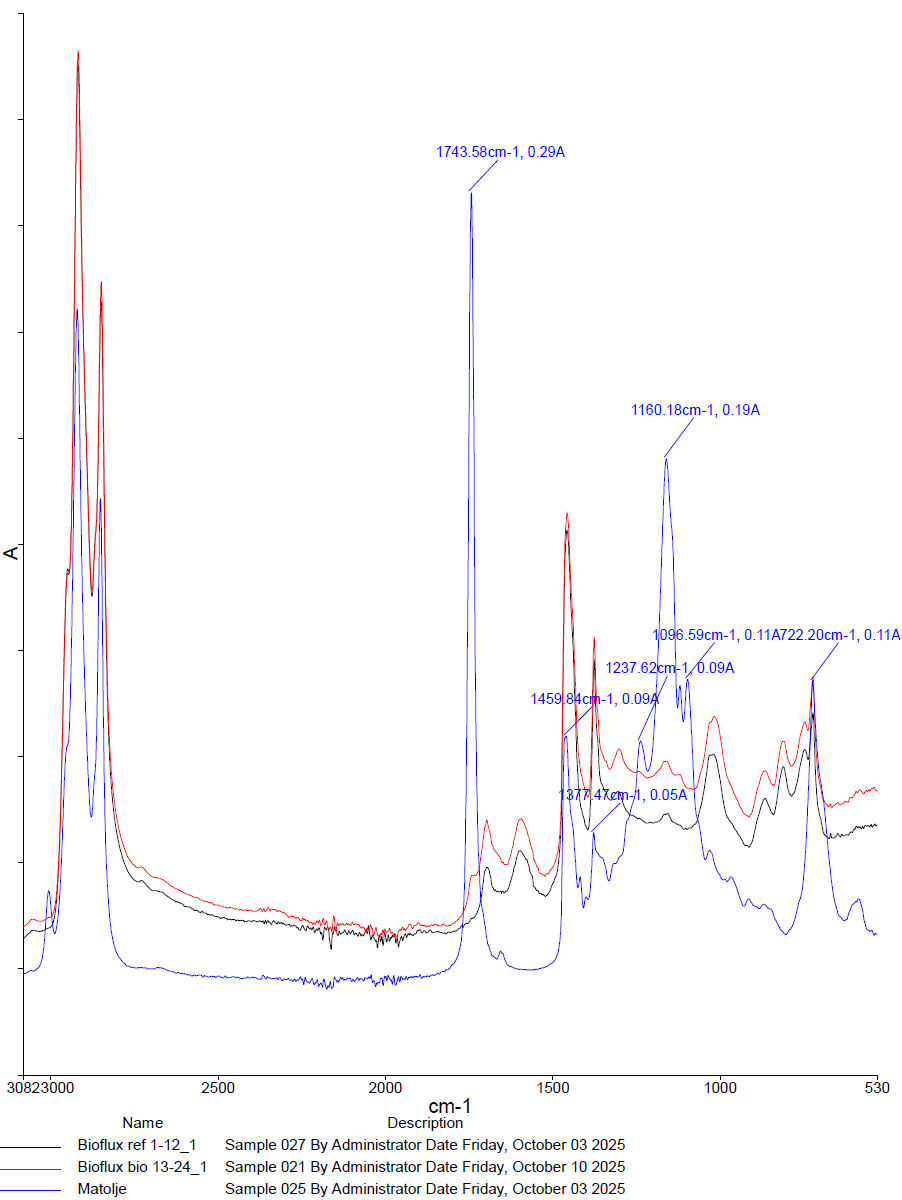 1743.58cm-1, 0.29A
1160.18cm-1, 0.19A
1096.59cm-1, 0.11A722.20cm-1, 0.11A
1237.62cm-1, 0.09A
1459.84cm-1, 0.09A
1377.47cm-1, 0.05A
A
30823000 2500 2000 1500 1000 530
cm-1
Name Description
Bioflux ref 1-12_1 Sample 027 By Administrator Date Friday, October 03 2025
Bioflux bio 13-24_1 Sample 021 By Administrator Date Friday, October 10 2025
Matolje Sample 025 By Administrator Date Friday, October 03 2025